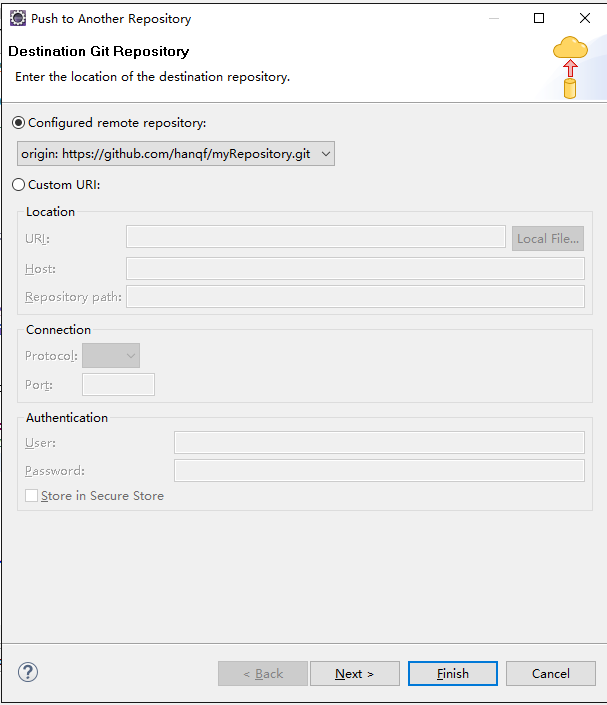 Push to Another Repository
Destination Git Repository
Enter the location of the destination repository.
Configured remote repository:
origin: https://github.com/hanqf/myRepository.git
Custom URI:
Location
URI:
Local File...
Host:
Repository path:
Connection
Protocol:
Port:
Authentication
User:
Password:
Store in Secure Store
?
< Back Next > Finish Cancel